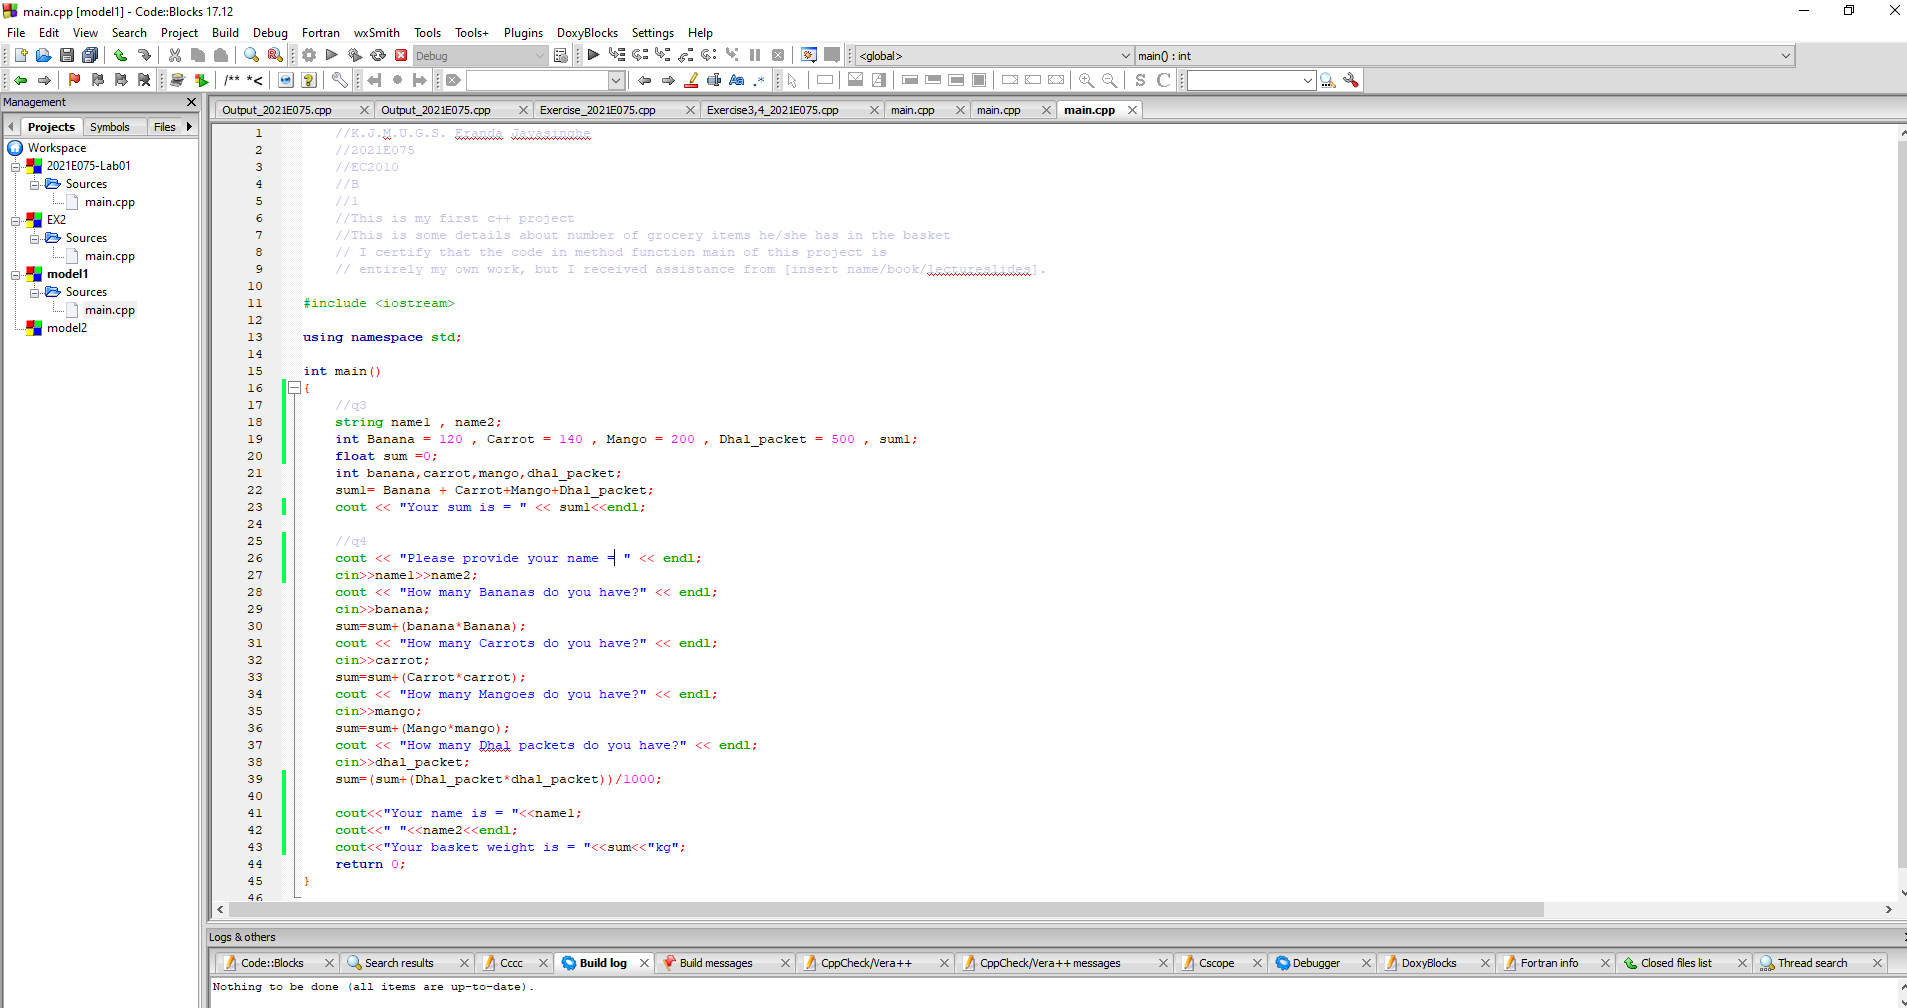 main.cpp [model1] - Code::Blocks 17.12
File Edit View Search Project Build Debug Fortran wxSmith Tools Tools+ Plugins DoxyBlocks Settings Help
Debug <global> main() : int
/** *< Aa .* S C
Management
Output_2021E075.cpp Output_2021E075.cpp Exercise_2021E075.cpp Exercise3,4_2021E075.cpp main.cpp main.cpp main.cpp
Projects Symbols Files
Workspace
2021E075-Lab01
Sources
main.cpp
EX2
Sources
main.cpp
model1
Sources
main.cpp
model2
1 //K.J.M.U.G.S. Eranda Jayasinghe
2 //2021E075
3 //EC2010
4 //B
5 //1
6 //This is my first c++ project
7 //This is some details about number of grocery items he/she has in the basket
8 // I certify that the code in method function main of this project is
9 // entirely my own work, but I received assistance from [insert name/book/lectureslides].
10
11 #include <iostream>
12
13 using namespace std;
14
15 int main()
16 {
17 //q3
18 string name1 , name2;
19 int Banana = 120 , Carrot = 140 , Mango = 200 , Dhal_packet = 500 , sum1;
20 float sum =0;
21 int banana,carrot,mango,dhal_packet;
22 sum1= Banana + Carrot+Mango+Dhal_packet;
23 cout << "Your sum is = " << sum1<<endl;
24
25 //q4
26 cout << "Please provide your name = " << endl;
27 cin>>name1>>name2;
28 cout << "How many Bananas do you have?" << endl;
29 cin>>banana;
30 sum=sum+(banana*Banana);
31 cout << "How many Carrots do you have?" << endl;
32 cin>>carrot;
33 sum=sum+(Carrot*carrot);
34 cout << "How many Mangoes do you have?" << endl;
35 cin>>mango;
36 sum=sum+(Mango*mango);
37 cout << "How many Dhal packets do you have?" << endl;
38 cin>>dhal_packet;
39 sum=(sum+(Dhal_packet*dhal_packet))/1000;
40
41 cout<<"Your name is = "<<name1;
42 cout<<" "<<name2<<endl;
43 cout<<"Your basket weight is = "<<sum<<"kg";
44 return 0;
45 }
46
Logs & others
Code::Blocks Search results Cccc Build log Build messages CppCheck/Vera++ CppCheck/Vera++ messages Cscope Debugger DoxyBlocks Fortran info Closed files list Thread search
Nothing to be done (all items are up-to-date).